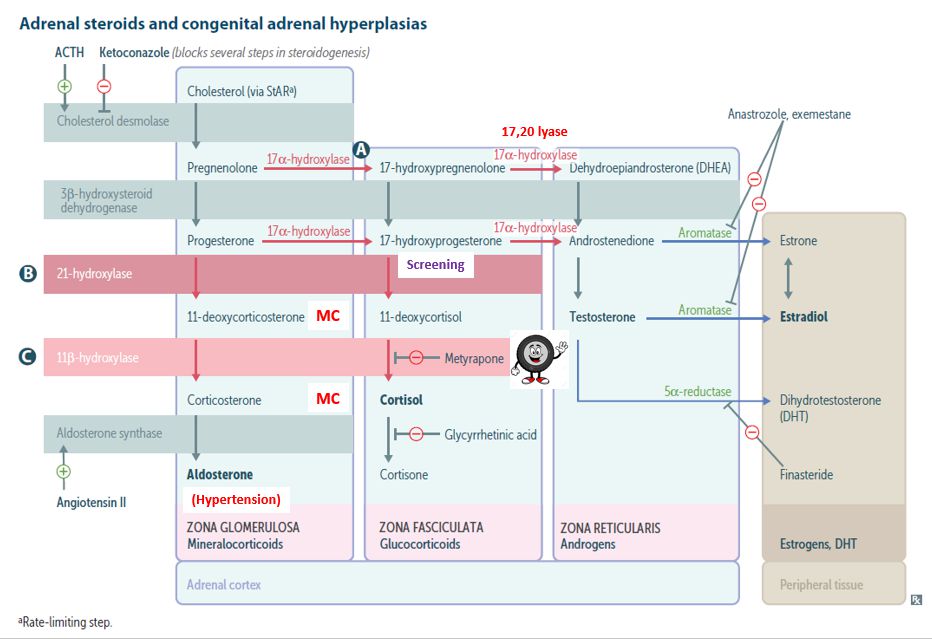 Adrenal steroids and congenital adrenal hyperplasias
ACTH
Ketoconazole (blocks several steps in steroidogenesis)
Cholesterol (via StARª)
Cholesterol desmolase
Anastrozole, exemestane
17,20 lyase
A
17α-hydroxylase
17α-hydroxylase
Pregnenolone
17-hydroxypregnenolone
Dehydroepiandrosterone (DHEA)
3β-hydroxysteroid
dehydrogenase
17α-hydroxylase
17α-hydroxylase
Aromatase
Progesterone
17-hydroxyprogesterone
Androstenedione
Estrone
Screening
B
21-hydroxylase
Aromatase
11-deoxycorticosterone
MC
11-deoxycortisol
Testosterone
Estradiol
C
11β-hydroxylase
Metyrapone
5α-reductase
Corticosterone
MC
Cortisol
Dihydrotestosterone
(DHT)
Aldosterone synthase
Glycyrrhetinic acid
Aldosterone
Cortisone
Finasteride
Angiotensin II
(Hypertension)
ZONA GLOMERULOSA
Mineralocorticoids
ZONA FASCICULATA
Glucocorticoids
ZONA RETICULARIS
Androgens
Estrogens, DHT
Adrenal cortex
Peripheral tissue
ªRate-limiting step.
Rx